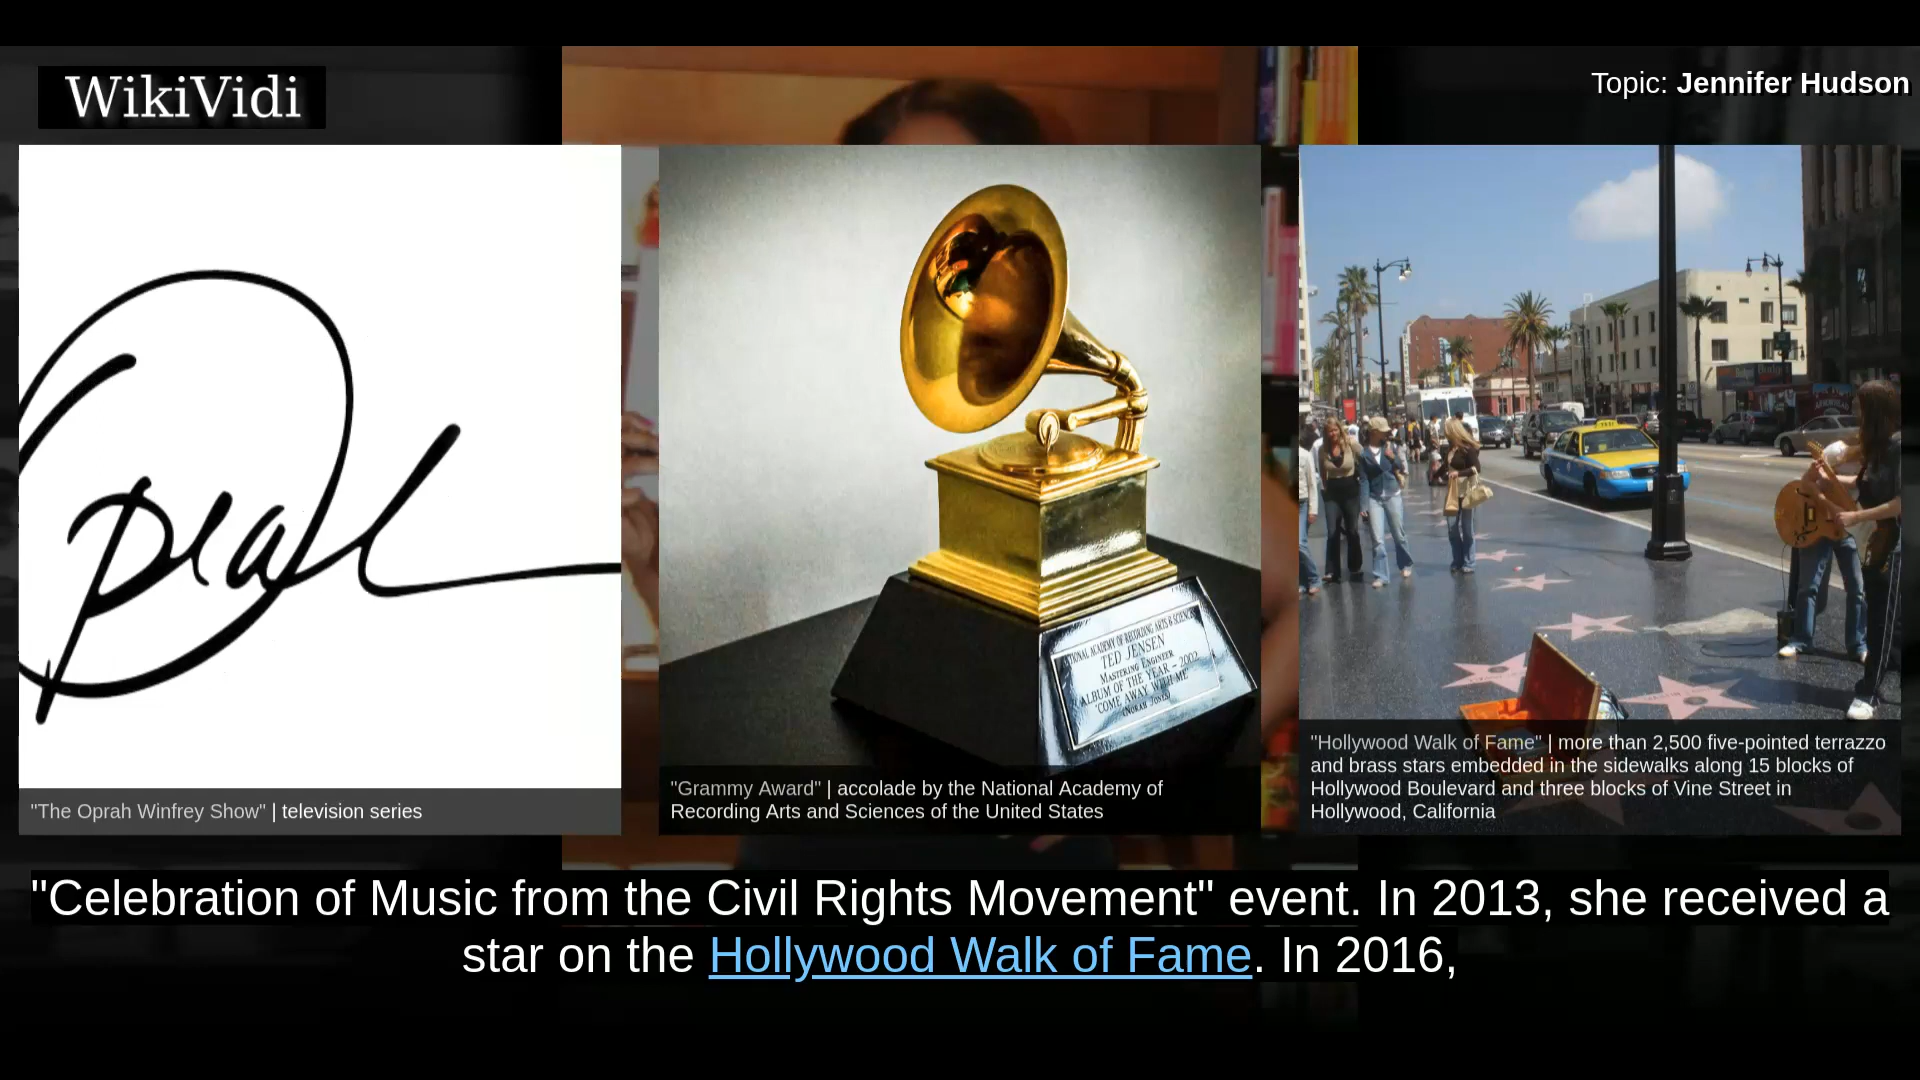 WikiVidi
Topic: Jennifer Hudson
Oprah
TED JENSEN
MASTERING ENGINEER
ALBUM OF THE YEAR - 2002
"COME AWAY WITH ME"
(NORAH JONES)
"The Oprah Winfrey Show" | television series
"Grammy Award" | accolade by the National Academy of
Recording Arts and Sciences of the United States
"Hollywood Walk of Fame" | more than 2,500 five-pointed terrazzo
and brass stars embedded in the sidewalks along 15 blocks of
Hollywood Boulevard and three blocks of Vine Street in
Hollywood, California
"Celebration of Music from the Civil Rights Movement" event. In 2013, she received a
star on the Hollywood Walk of Fame. In 2016,